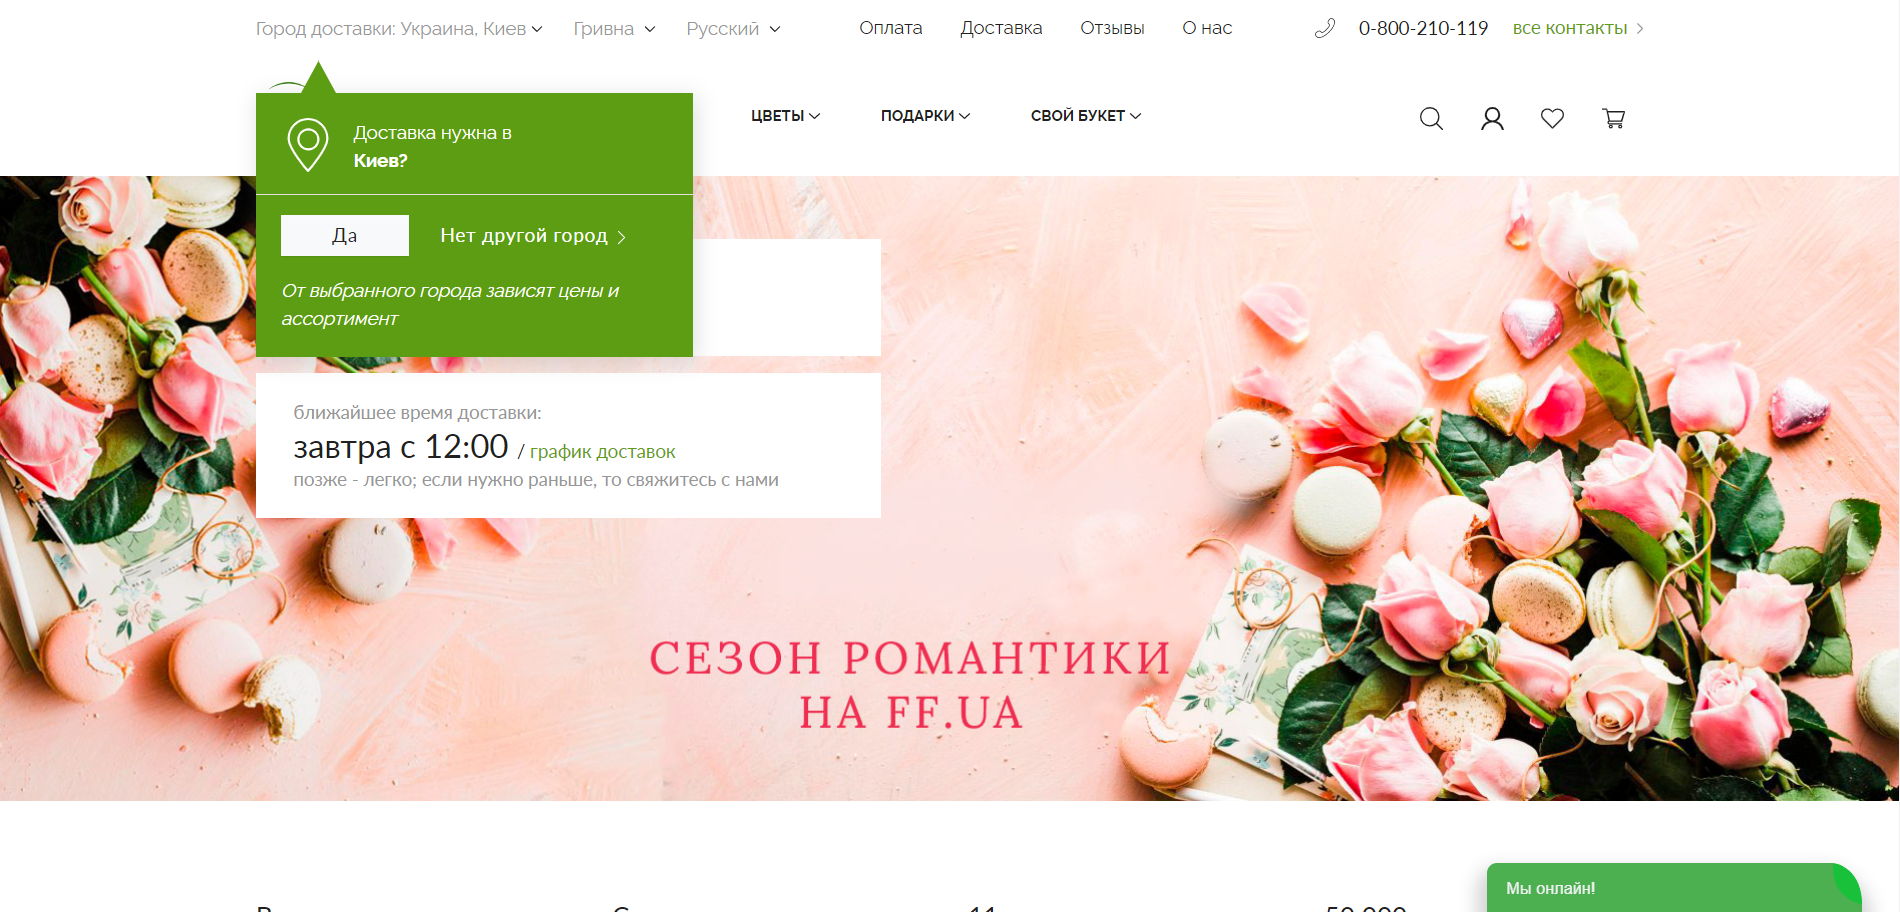 Город доставки: Украина, Киев
Гривна
Русский
Оплата
Доставка
Отзывы
О нас
0-800-210-119
все контакты
ЦВЕТЫ
ПОДАРКИ
СВОЙ БУКЕТ
Доставка нужна в
Киев?
Да
Нет другой город
От выбранного города зависят цены и
ассортимент
ближайшее время доставки:
завтра с 12:00 / график доставок
позже - легко; если нужно раньше, то свяжитесь с нами
СЕЗОН РОМАНТИКИ
НА FF.UA
Мы онлайн!